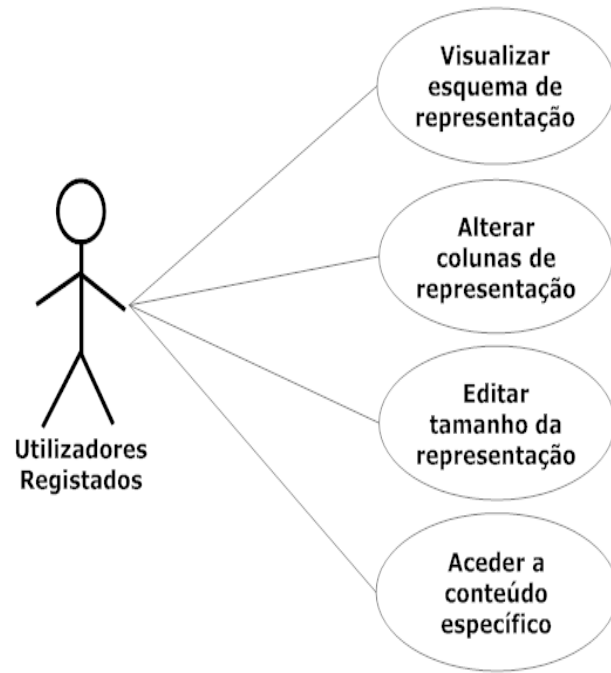 Visualizar
esquema de
representação
Alterar
colunas de
representação
Editar
tamanho da
representação
Utilizadores
Registados
Aceder a
conteúdo
específico